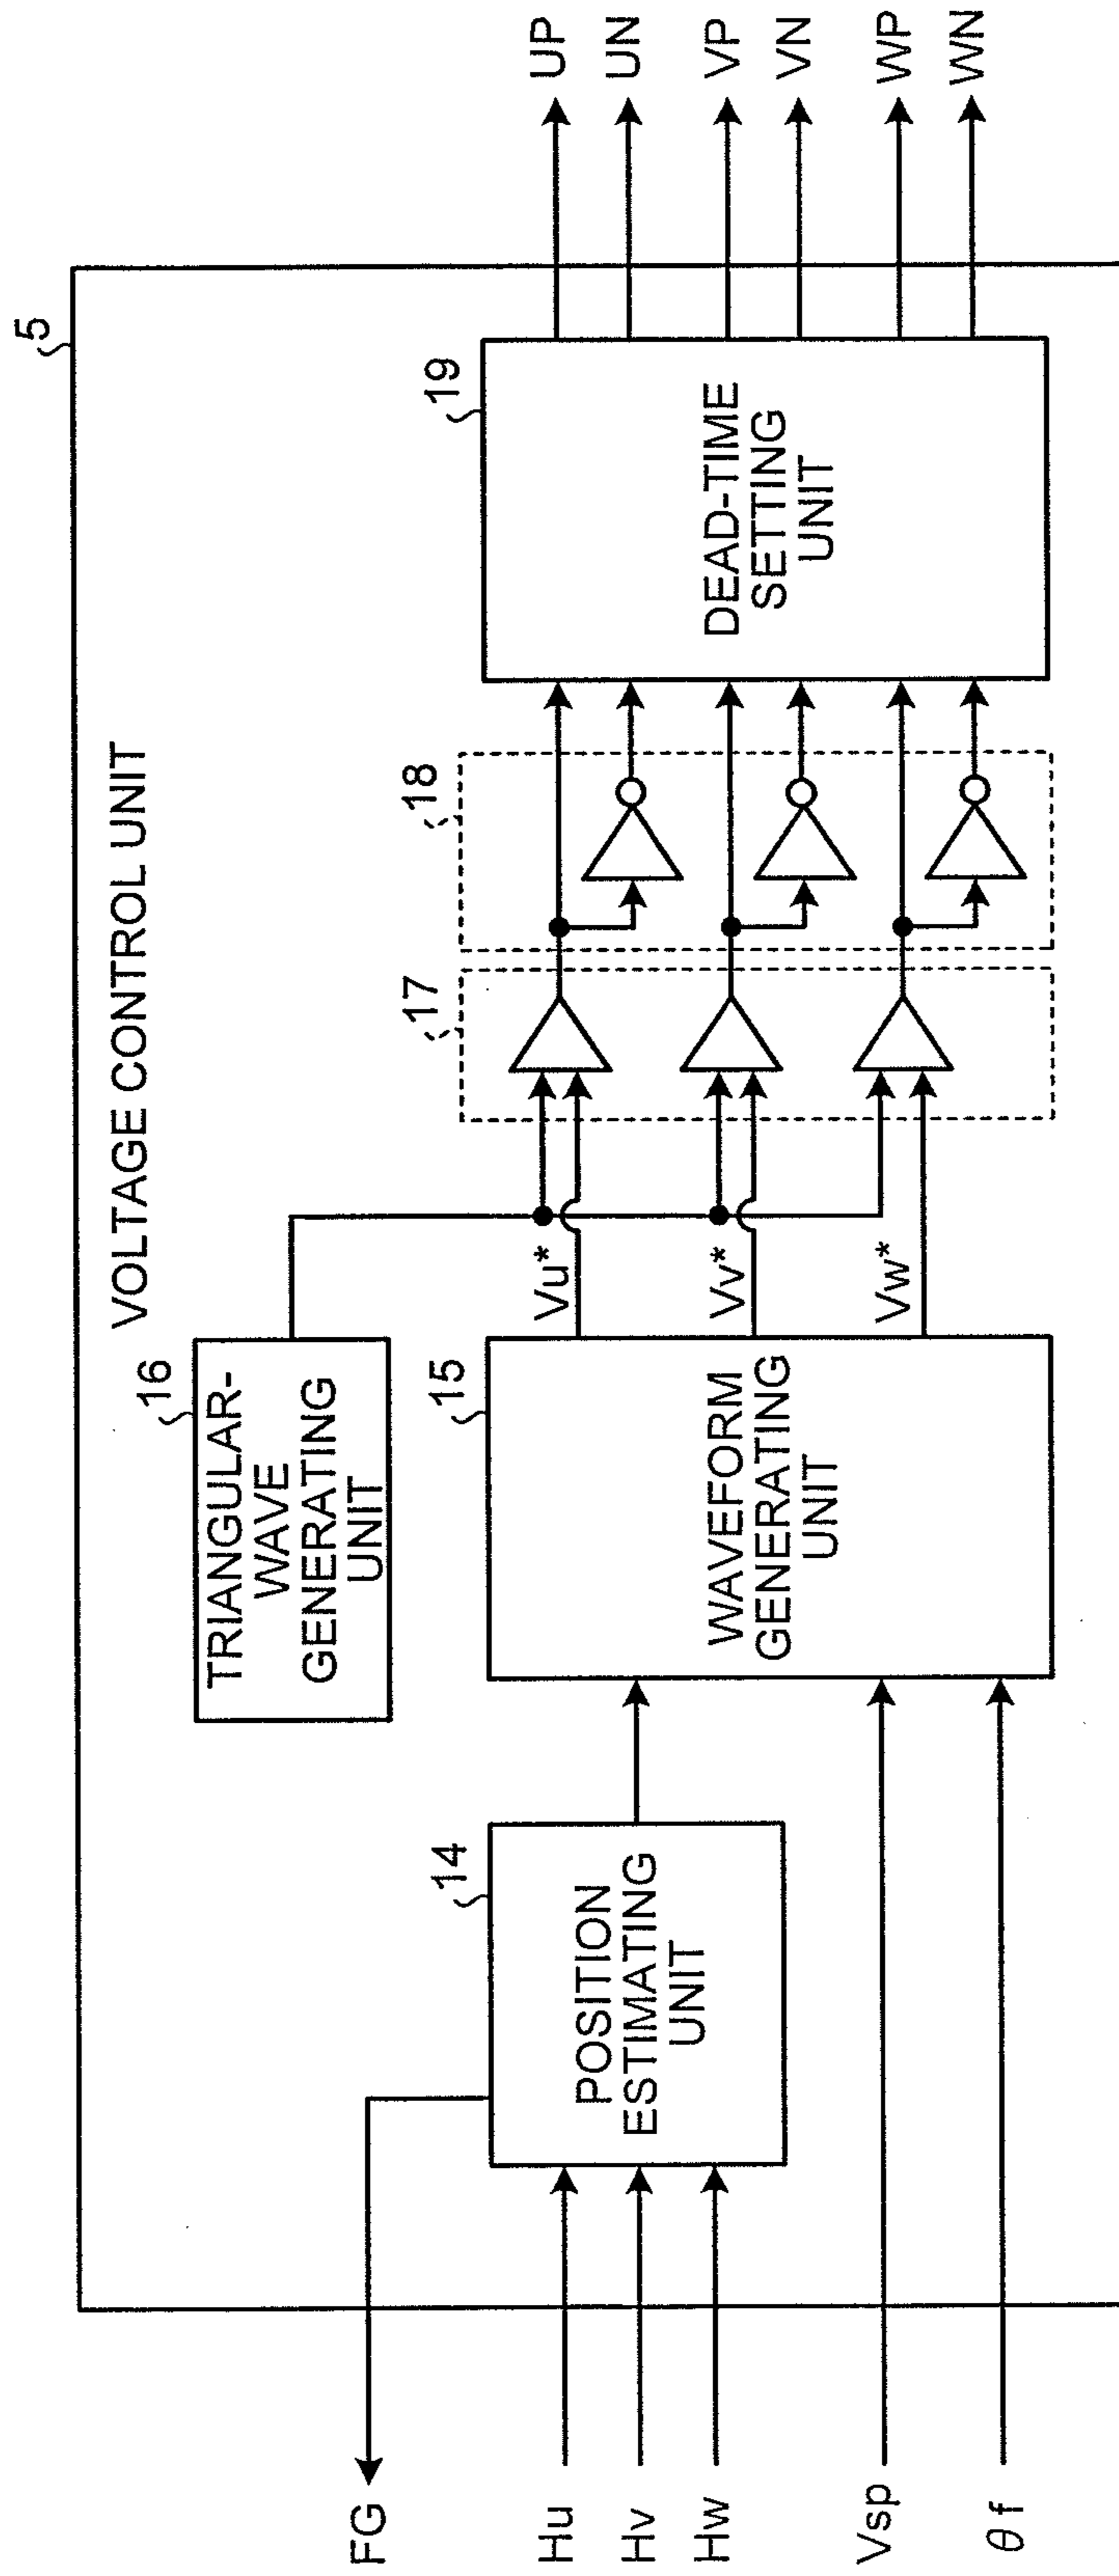 5
VOLTAGE CONTROL UNIT
16
TRIANGULAR-
WAVE
GENERATING
UNIT
FG
14
POSITION
ESTIMATING
UNIT
Hu
Hv
Hw
Vsp
θf
15
WAVEFORM
GENERATING
UNIT
Vu*
Vv*
Vw*
17
18
19
DEAD-TIME
SETTING
UNIT
UP
UN
VP
VN
WP
WN